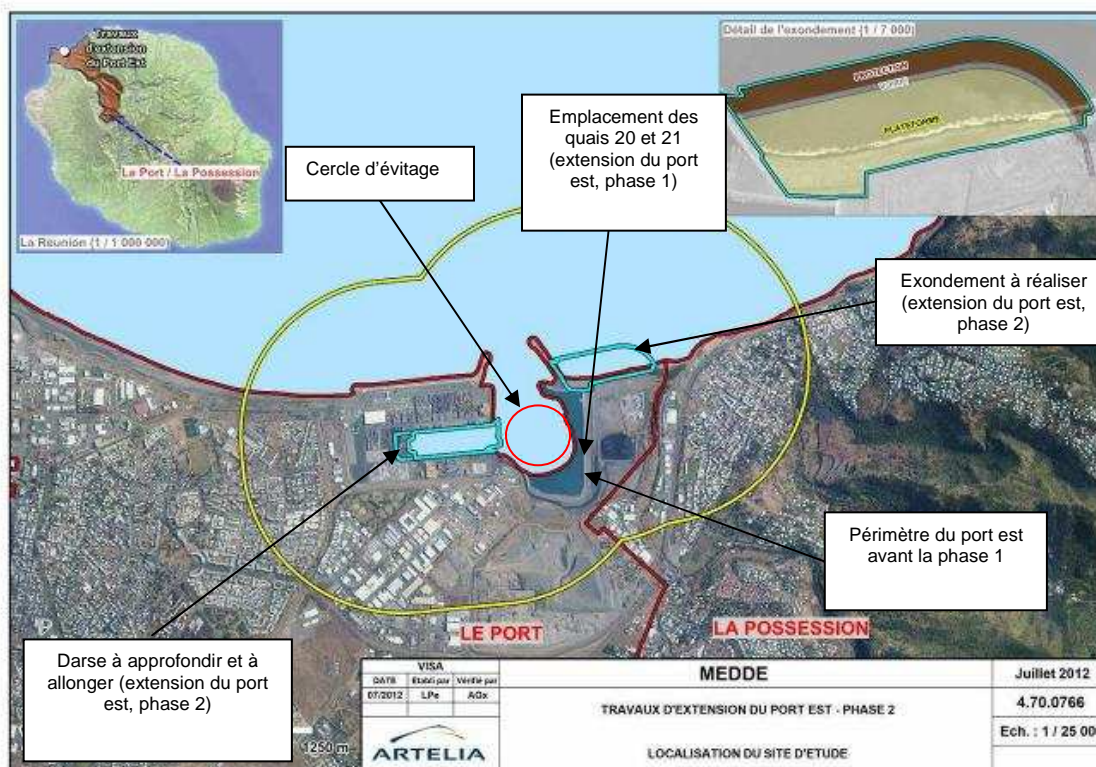 Travaux
d'extension
du Port Est
Le Port / La Possession
La Réunion (1 / 1 000 000)
Détail de l'exondement (1 / 7 000)
PROTECTION
PLATEFORME
Cercle d'évitage
Emplacement des
quais 20 et 21
(extension du port
est, phase 1)
Exondement à réaliser
(extension du port est,
phase 2)
Périmètre du port est
avant la phase 1
Darse à approfondir et à
allonger (extension du port
est, phase 2)
LE PORT
LA POSSESSION
1250 m
VISA
DATE Etabli par Vérifié par
07/2012 LPe AOx
ARTELIA
MEDDE
TRAVAUX D'EXTENSION DU PORT EST - PHASE 2
LOCALISATION DU SITE D'ETUDE
Juillet 2012
4.70.0766
Ech. : 1 / 25 00